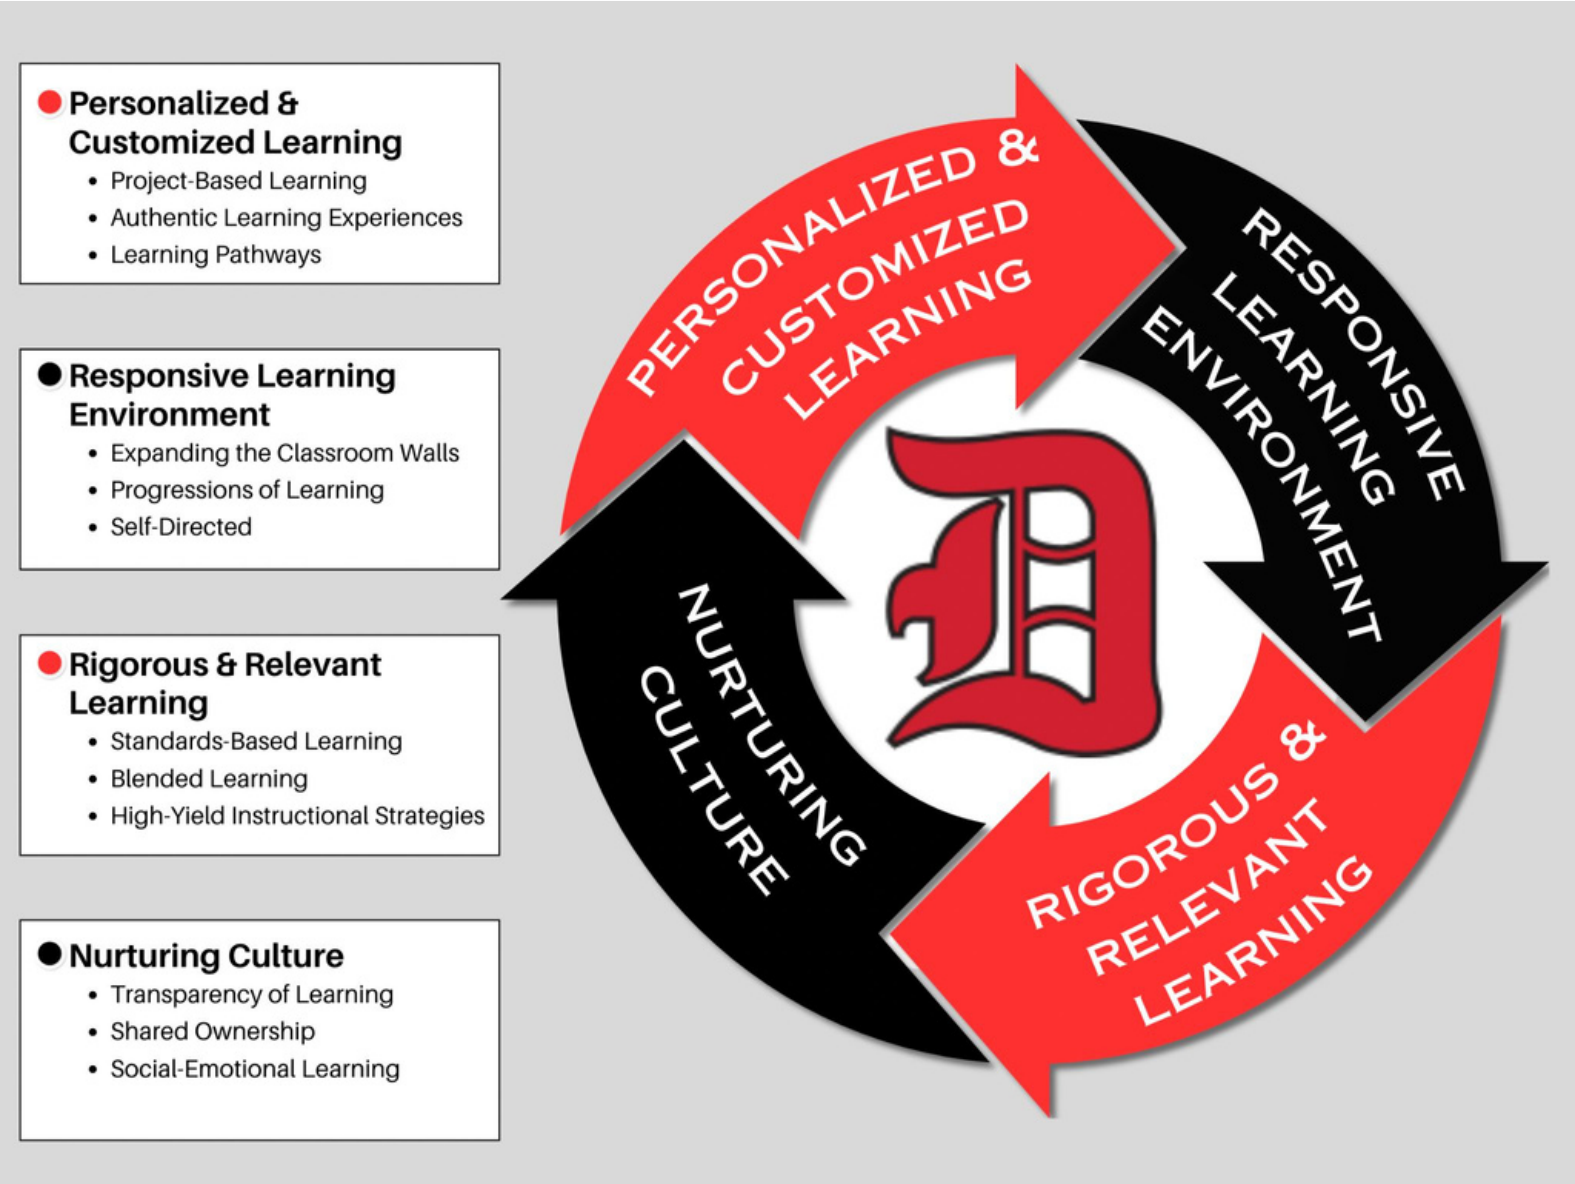 Personalized &
Customized Learning
• Project-Based Learning
• Authentic Learning Experiences
• Learning Pathways
Responsive Learning
Environment
• Expanding the Classroom Walls
• Progressions of Learning
• Self-Directed
Rigorous & Relevant
Learning
• Standards-Based Learning
• Blended Learning
• High-Yield Instructional Strategies
Nurturing Culture
• Transparency of Learning
• Shared Ownership
• Social-Emotional Learning
PERSONALIZED &
CUSTOMIZED
LEARNING
RESPONSIVE
LEARNING
ENVIRONMENT
RIGOROUS &
RELEVANT
LEARNING
NURTURING
CULTURE
D